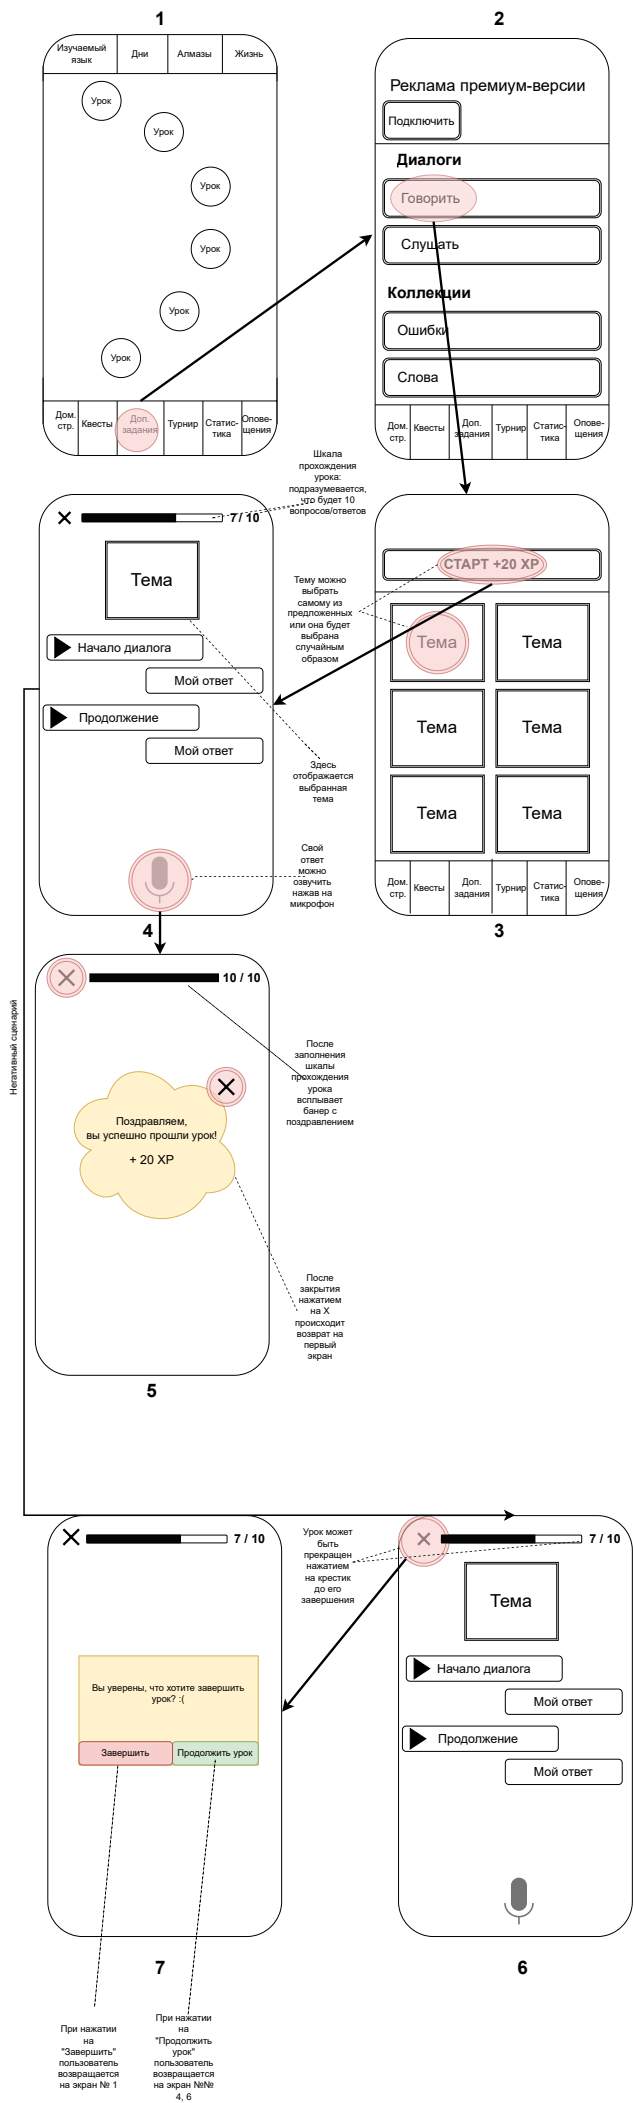 1
Изучаемый
язык
Дни
Алмазы
Жизнь
Урок
Урок
Урок
Урок
Урок
Урок
Дом.
стр.
Квесты
Доп.
задания
Турнир
Статис-
тика
Опове-
щения
2
Реклама премиум-версии
Подключить
Диалоги
Говорить
Слушать
Коллекции
Ошибки
Слова
Дом.
стр.
Квесты
Доп.
задания
Турнир
Статис-
тика
Опове-
щения
Шкала
прохождения
урока:
подразумевается,
что будет 10
вопросов/ответов
7 / 10
Тема
Начало диалога
Мой ответ
Продолжение
Мой ответ
4
Тему можно
выбрать
самому из
предложенных
или она будет
выбрана
случайным
образом
Здесь
отображается
выбранная
тема
Свой
ответ
можно
озвучить
нажав на
микрофон
СТАРТ +20 XP
Тема
Тема
Тема
Тема
Тема
Тема
Дом.
стр.
Квесты
Доп.
задания
Турнир
Статис-
тика
Опове-
щения
3
Негативный сценарий
10 / 10
Поздравляем,
вы успешно прошли урок!
+ 20 XP
5
После
заполнения
шкалы
прохождения
урока
всплывает
банер с
поздравлением
После
закрытия
нажатием
на X
происходит
возврат на
первый
экран
7 / 10
Вы уверены, что хотите завершить
урок? :(
Завершить
Продолжить урок
7
Урок может
быть
прекращен
нажатием
на крестик
до его
завершения
7 / 10
Тема
Начало диалога
Мой ответ
Продолжение
Мой ответ
6
При нажатии
на
"Завершить"
пользователь
возвращается
на экран № 1
При нажатии
на
"Продолжить
урок"
пользователь
возвращается
на экран №№
4, 6